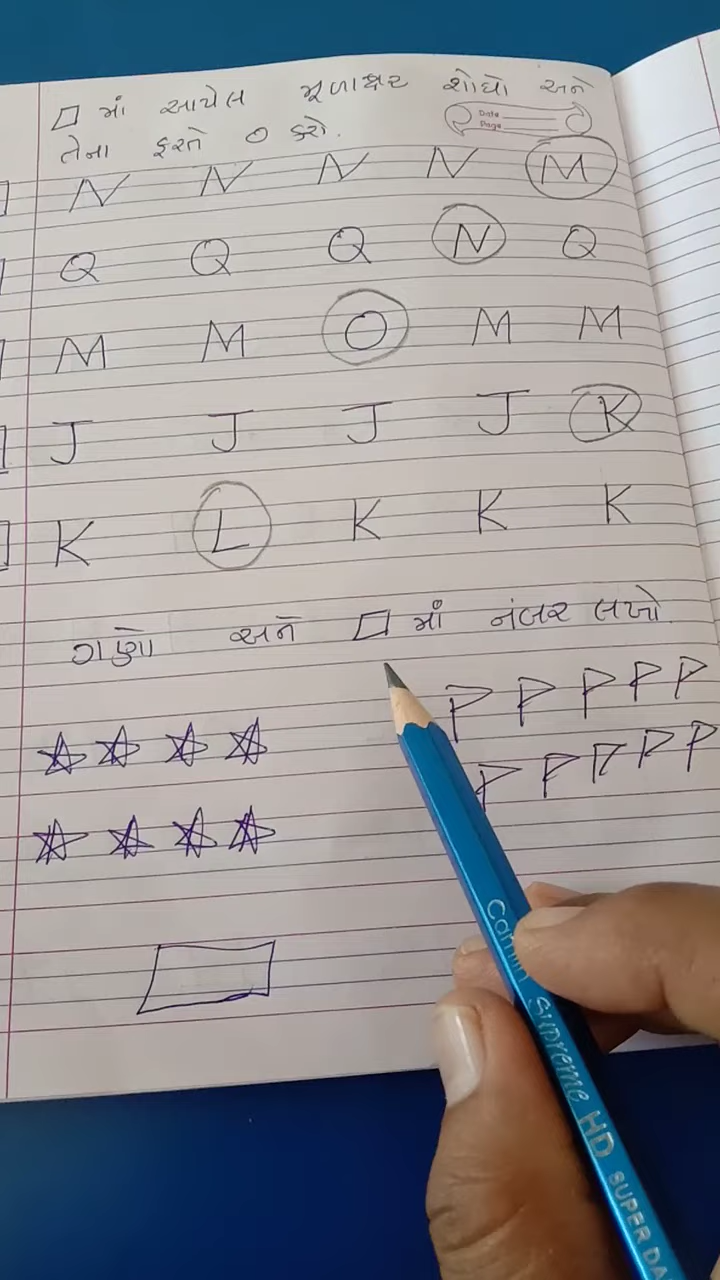 □ માં આપેલ મૂળાક્ષર શોધો અને
Date
Page
તેના ફરતે O કરો.
N N N N M
Q Q Q N Q
M M O M M
J J J J K
K L K K K
ગણો અને □ માં નંબર લખો
P P P P P
P P P P P
Camlin Supreme HD SUPER DA